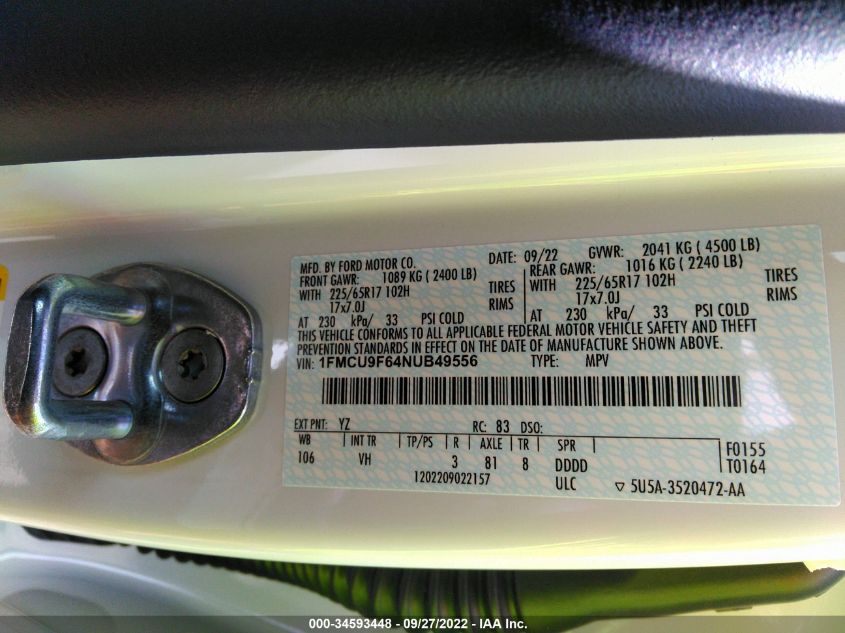 MFD. BY FORD MOTOR CO. DATE: 09/22 GVWR: 2041 KG ( 4500 LB)
FRONT GAWR: 1089 KG ( 2400 LB) REAR GAWR: 1016 KG ( 2240 LB)
WITH 225/65R17 102H TIRES WITH 225/65R17 102H TIRES
17x7.0J RIMS 17x7.0J RIMS
AT 230 kPa/ 33 PSI COLD AT 230 kPa/ 33 PSI COLD
THIS VEHICLE CONFORMS TO ALL APPLICABLE FEDERAL MOTOR VEHICLE SAFETY AND THEFT
PREVENTION STANDARDS IN EFFECT ON THE DATE OF MANUFACTURE SHOWN ABOVE.
VIN: 1FMCU9F64NUB49556 TYPE: MPV
EXT PNT: YZ RC: 83 DSO:
WB INT TR TP/PS R AXLE TR SPR F0155
106 VH 3 81 8 DDDD T0164
1202209022157 ULC ▽ 5U5A-3520472-AA
000-34593448 - 09/27/2022 - IAA Inc.